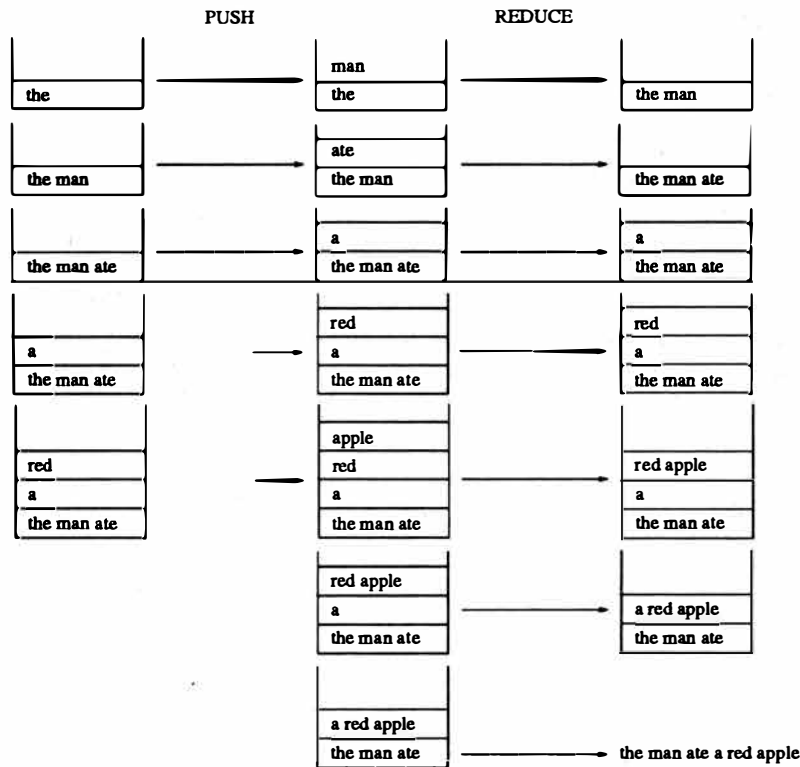 PUSH REDUCE
man
the the the man
ate
the man the man the man ate
a a
the man ate the man ate the man ate
red red
a a a
the man ate the man ate the man ate
apple
red red red apple
a a a
the man ate the man ate the man ate
red apple
a a red apple
the man ate the man ate
a red apple
the man ate the man ate a red apple